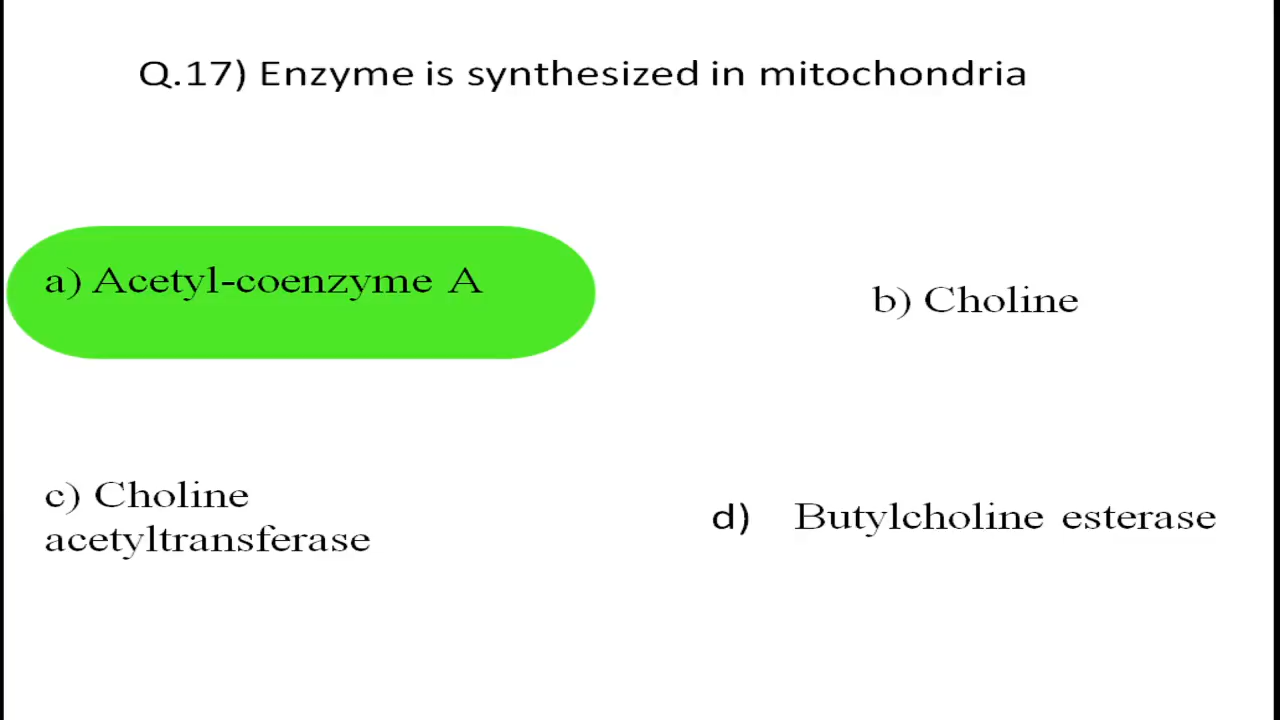 Q.17) Enzyme is synthesized in mitochondria
a) Acetyl-coenzyme A
b) Choline
c) Choline
acetyltransferase
d) Butylcholine esterase